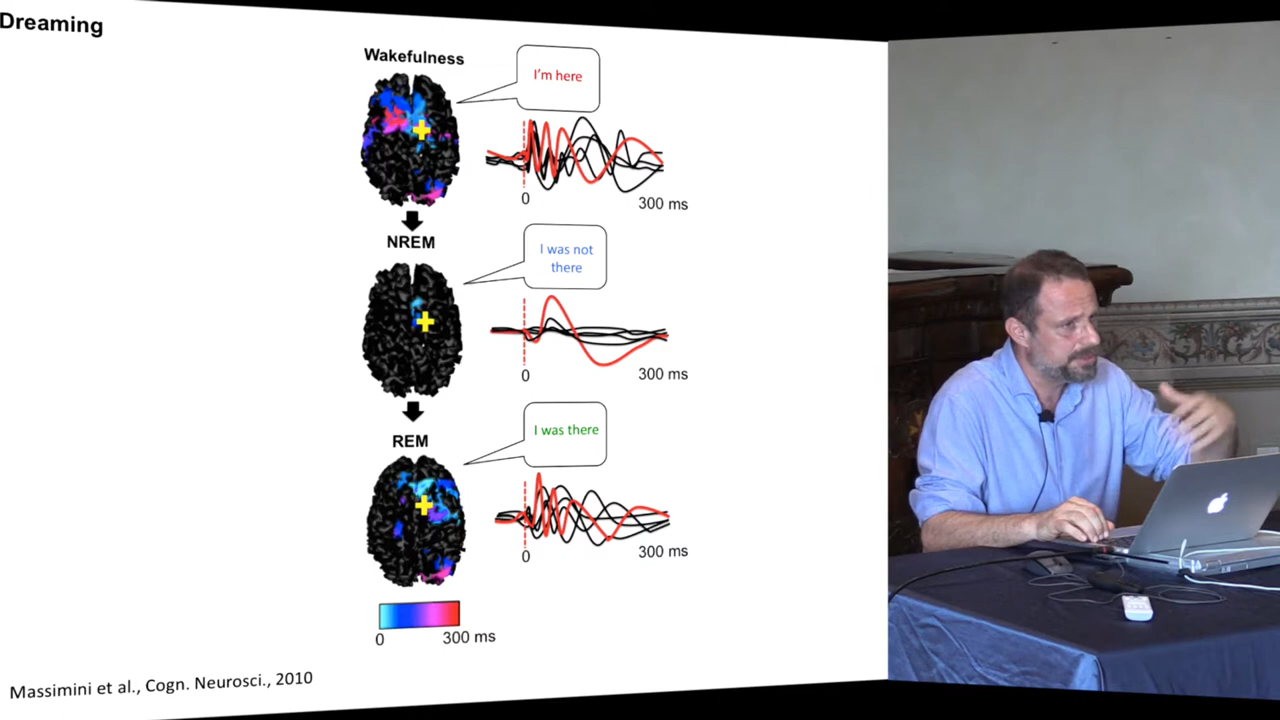 Dreaming
Wakefulness
I'm here
0
300 ms
NREM
I was not
there
0
300 ms
REM
I was there
0
300 ms
0
300 ms
Massimini et al., Cogn. Neurosci., 2010